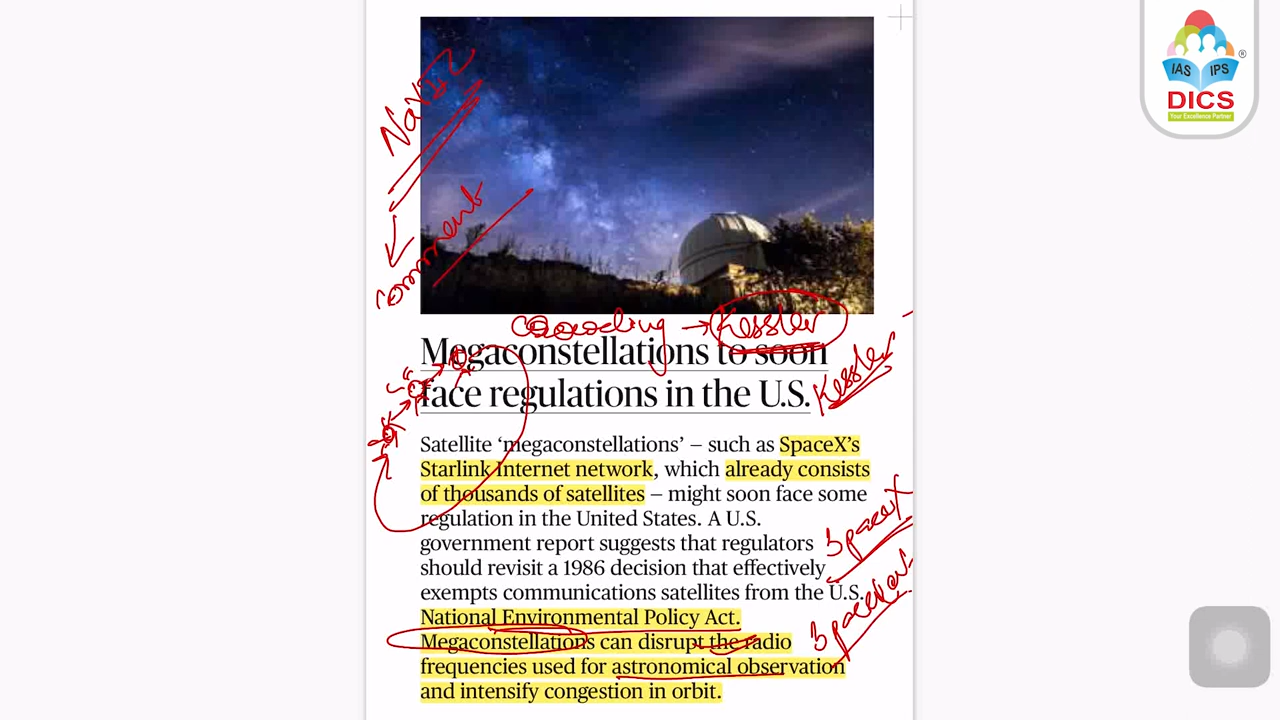 IAS IPS
®
DICS
Your Excellence Partner
NaVIC
comment
Kessler
Megaconstellations to soon
face regulations in the U.S.
Kessler
Satellite ‘megaconstellations’ – such as SpaceX’s
Starlink Internet network, which already consists
of thousands of satellites – might soon face some
regulation in the United States. A U.S.
government report suggests that regulators
should revisit a 1986 decision that effectively
exempts communications satellites from the U.S.
National Environmental Policy Act.
Megaconstellations can disrupt the radio
frequencies used for astronomical observation
and intensify congestion in orbit.
SpaceX